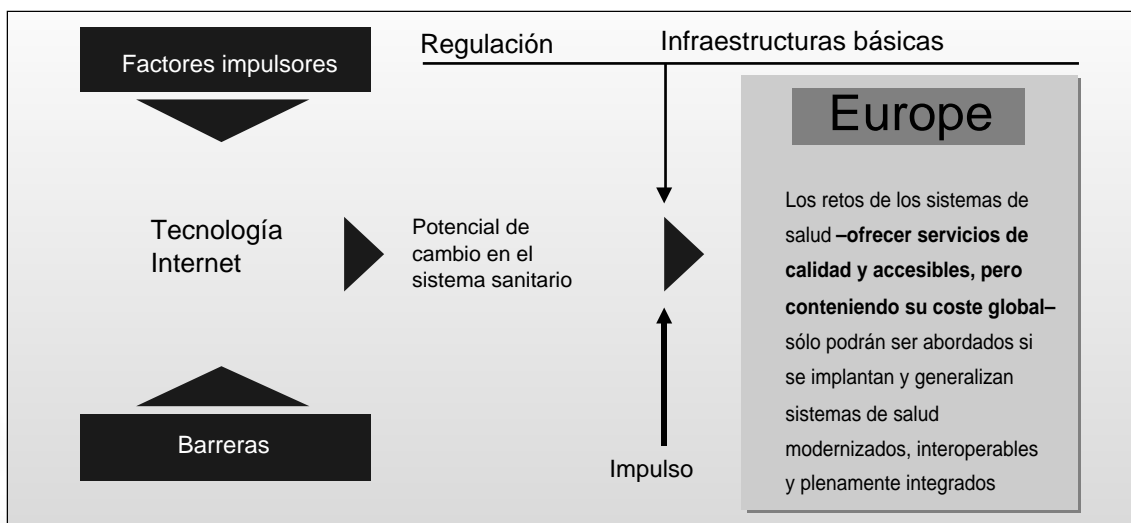 Factores impulsores
Regulación
Infraestructuras básicas
Europe
Tecnología
Internet
Potencial de
cambio en el
sistema sanitario
Los retos de los sistemas de
salud –ofrecer servicios de
calidad y accesibles, pero
conteniendo su coste global–
sólo podrán ser abordados si
se implantan y generalizan
sistemas de salud
modernizados, interoperables
y plenamente integrados
Barreras
Impulso